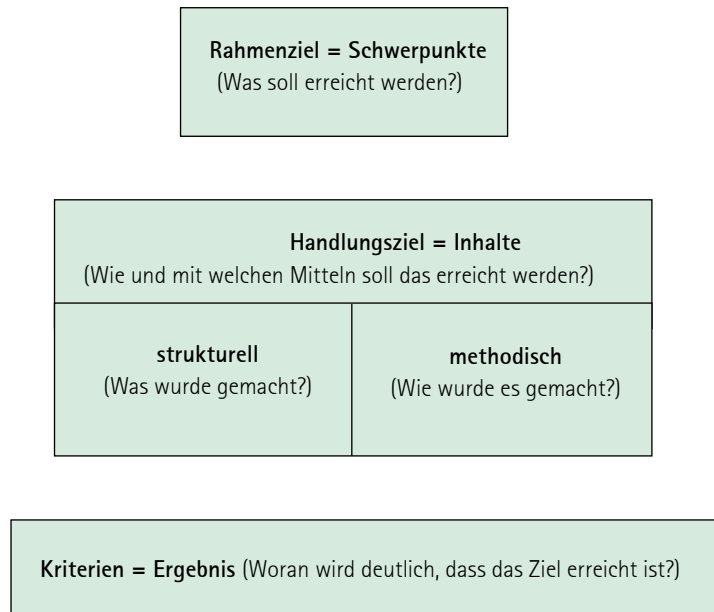 Rahmenziel = Schwerpunkte
(Was soll erreicht werden?)
Handlungsziel = Inhalte
(Wie und mit welchen Mitteln soll das erreicht werden?)
strukturell
(Was wurde gemacht?)
methodisch
(Wie wurde es gemacht?)
Kriterien = Ergebnis (Woran wird deutlich, dass das Ziel erreicht ist?)